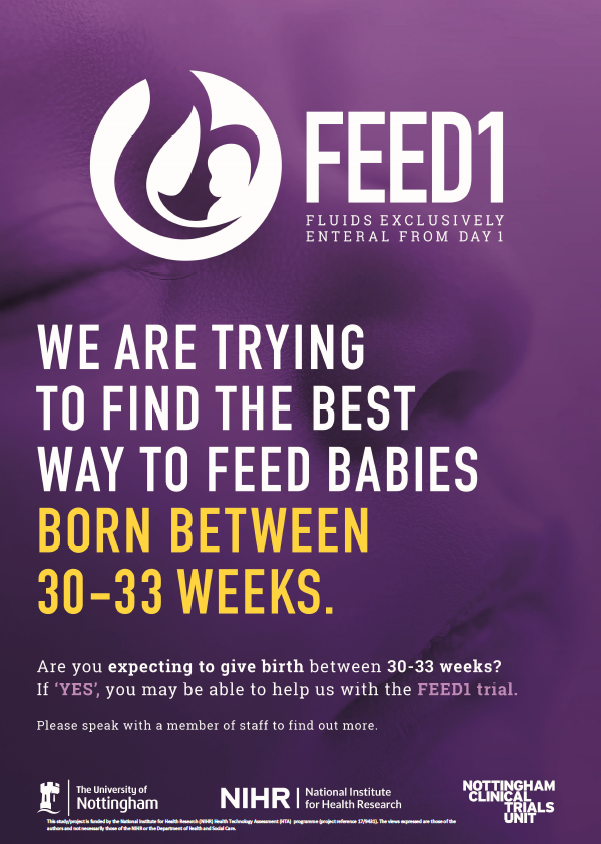 FEED1
FLUIDS EXCLUSIVELY
ENTERAL FROM DAY 1
WE ARE TRYING
TO FIND THE BEST
WAY TO FEED BABIES
BORN BETWEEN
30-33 WEEKS.
Are you expecting to give birth between 30-33 weeks?
If ‘YES’, you may be able to help us with the FEED1 trial.
Please speak with a member of staff to find out more.
The University of
Nottingham
NIHR | National Institute
for Health Research
NOTTINGHAM
CLINICAL
TRIALS
UNIT
This study/project is funded by the National Institute for Health Research (NIHR) Health Technology Assessment (HTA) programme (project reference 17/94/31). The views expressed are those of the
authors and not necessarily those of the NIHR or the Department of Health and Social Care.